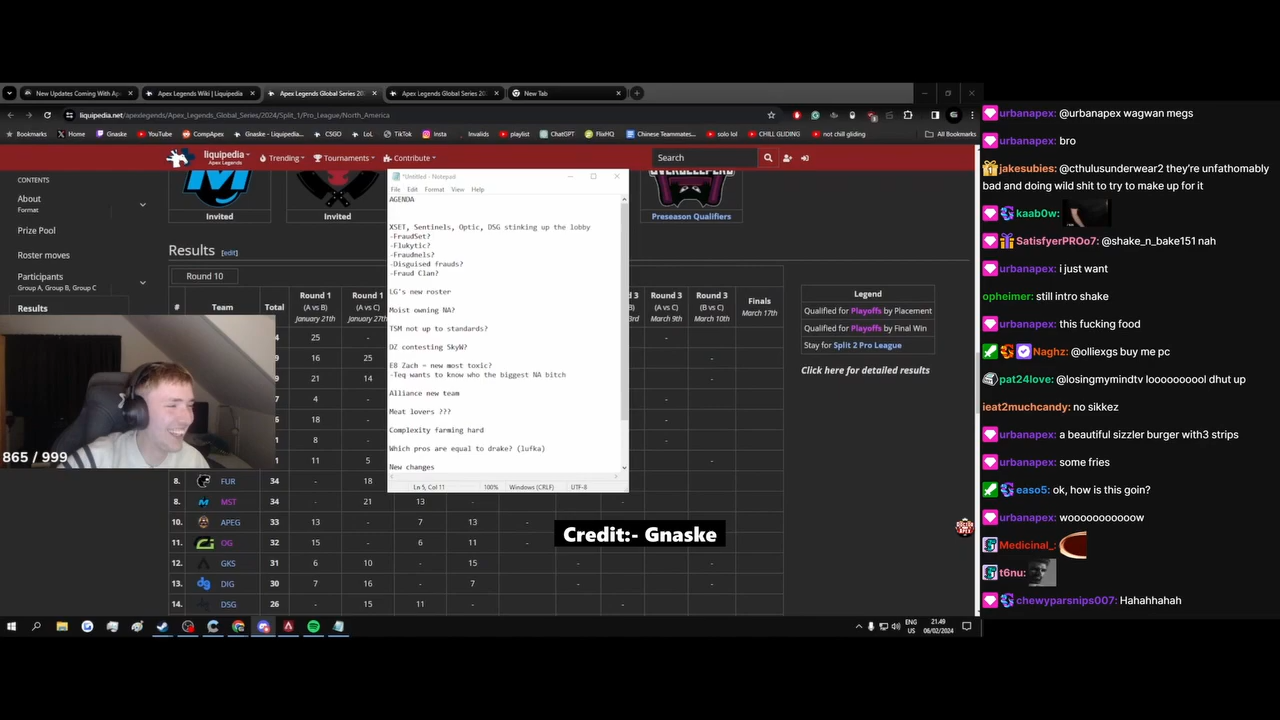 New Updates Coming With Ap
Apex Legends Wiki | Liquipedia
Apex Legends Global Series 202
Apex Legends Global Series 202
New Tab
liquipedia.net/apexlegends/Apex_Legends_Global_Series/2024/Split_1/Pro_League/North_America
Bookmarks
Home
Gnaske
YouTube
CompApex
Gnaske - Liquipedia...
CSGO
LoL
TikTok
Insta
Invalids
playlist
ChatGPT
FlixHQ
Chinese Teammates...
solo lol
CHILL GLIDING
not chill gliding
All Bookmarks
liquipedia
Apex Legends
Trending
Tournaments
Contribute
Search
CONTENTS
About
Format
Prize Pool
Roster moves
Participants
Group A, Group B, Group C
Results
Invited
Invited
Preseason Qualifiers
Results [edit]
Round 10
# Team Total Round 1 (A vs B) January 21th Round 1 (A vs C) January 27th
3 Round 3 (A vs C) March 9th Round 3 (B vs C) March 10th Finals March 17th
4 25 -
9 16 25
3 21 14
- 4 -
6 18 -
1 8 -
11 5
8. FUR 34 - 18
8. MST 34 - 21 13
10. APEG 33 13 - 7 13 -
11. OG 32 15 - 6 11 -
12. GKS 31 6 10 - 15
13. DIG 30 7 16 - 7
14. DSG 26 - 15 11
Legend
Qualified for Playoffs by Placement
Qualified for Playoffs by Final Win
Stay for Split 2 Pro League
Click here for detailed results
*Untitled - Notepad
File Edit Format View Help
AGENDA
XSET, Sentinels, Optic, DSG stinking up the lobby
-FraudSet?
-Flukytic?
-Fraudnels?
-Disguised frauds?
-Fraud Clan?
LG's new roster
Moist owning NA?
TSM not up to standards?
DZ contesting SkyW?
E8 Zach = new most toxic?
-Teq wants to know who the biggest NA bitch
Alliance new team
Meat lovers ???
Complexity farming hard
Which pros are equal to drake? (lufka)
New changes
Ln 5, Col 11
100%
Windows (CRLF)
UTF-8
865 / 999
Credit:- Gnaske
ENG
US
21.49
06/02/2024
urbanapex: @urbanapex wagwan megs
urbanapex: bro
jakesubies: @cthulusunderwear2 they're unfathomably
bad and doing wild shit to try to make up for it
kaab0w:
SatisfyerPROo7: @shake_n_bake151 nah
urbanapex: i just want
opheimer: still intro shake
urbanapex: this fucking food
Naghz: @ollixgs buy me pc
pat24love: @losingmymindtv loooooooool dhut up
ieat2muchcandy: no sikkez
urbanapex: a beautiful sizzler burger with3 strips
urbanapex: some fries
easo5: ok, how is this goin?
urbanapex: wooooooooooow
Medicinal_:
t6nu:
chewyparsnips007: Hahahhahah